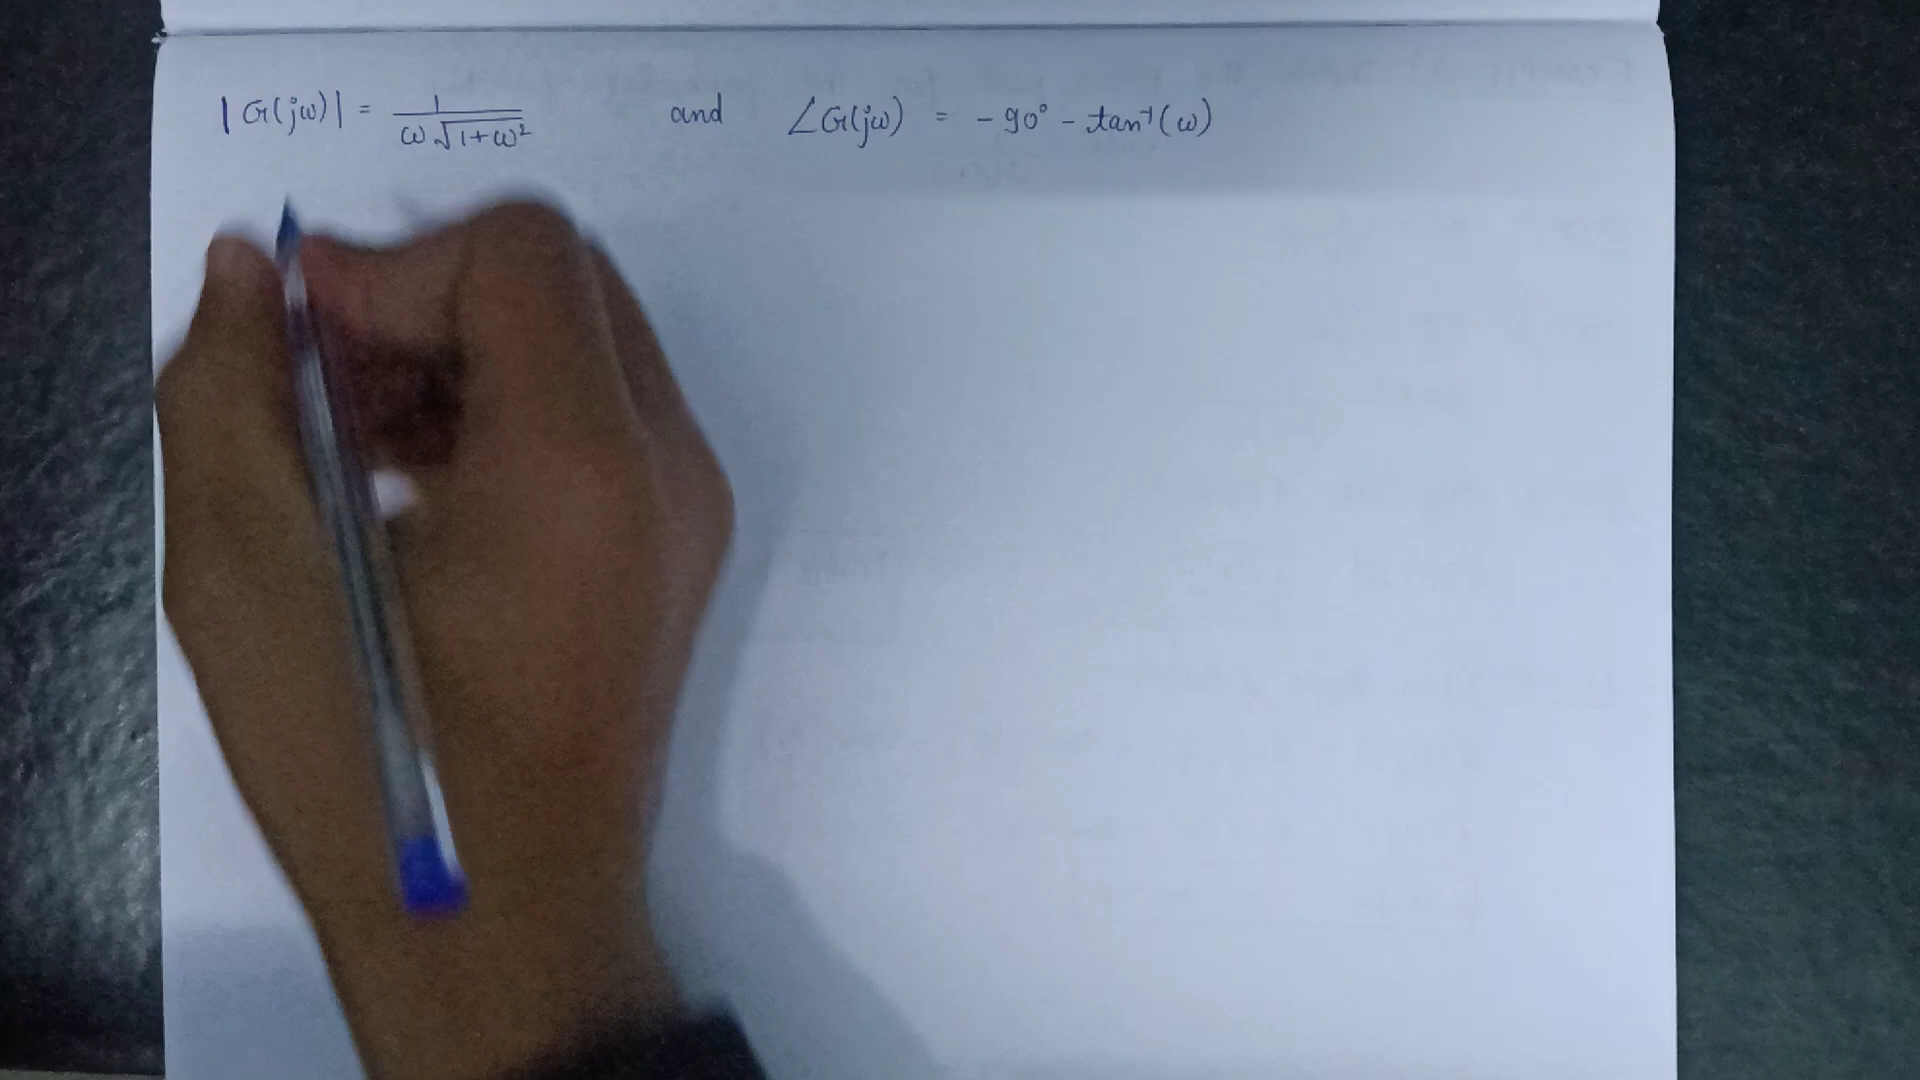 |G(jω)| = 1/(ω√(1+ω²)) and ∠G(jω) = -90° - tan⁻¹(ω)